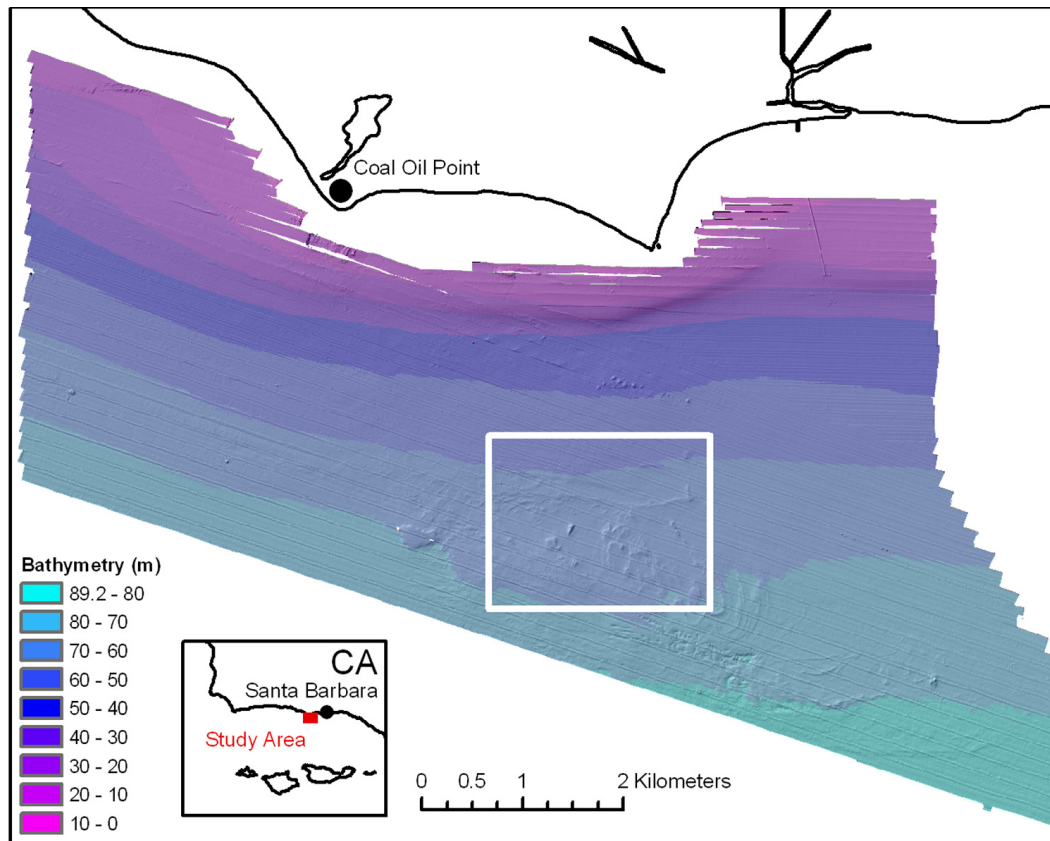 Coal Oil Point
Bathymetry (m)
89.2 - 80
80 - 70
70 - 60
60 - 50
50 - 40
40 - 30
30 - 20
20 - 10
10 - 0
CA
Santa Barbara
Study Area
0 0.5 1 2 Kilometers